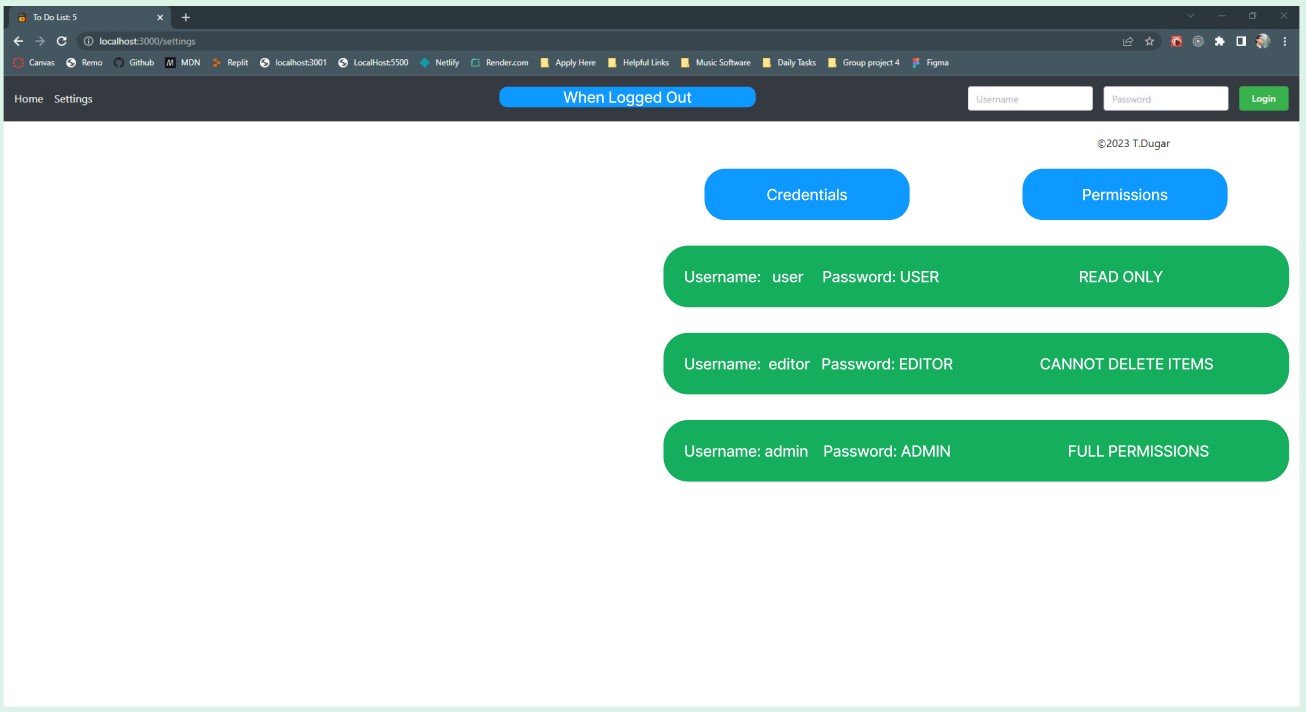 To Do List: 5
localhost:3000/settings
Canvas Remo Github MDN Replit localhost:3001 LocalHost:5500 Netlify Render.com Apply Here Helpful Links Music Software Daily Tasks Group project 4 Figma
Home Settings When Logged Out Username Password Login
©2023 T.Dugar
Credentials Permissions
Username: user Password: USER READ ONLY
Username: editor Password: EDITOR CANNOT DELETE ITEMS
Username: admin Password: ADMIN FULL PERMISSIONS